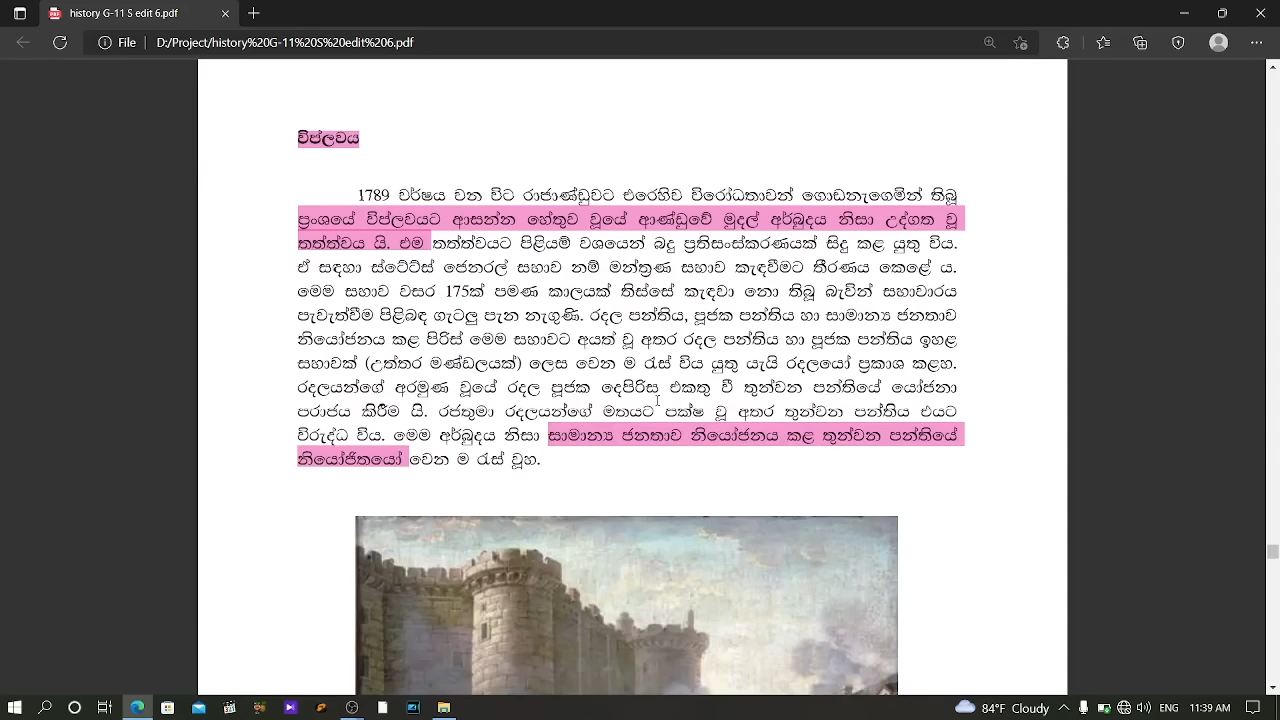 history G-11 S edit 6.pdf
File
D:/Project/history%20G-11%20S%20edit%206.pdf
විප්ලවය
1789 වර්ෂය වන විට රාජාණ්ඩුවට එරෙහිව විරෝධතාවන් ගොඩනැගෙමින් තිබූ
ප්‍රංශයේ විප්ලවයට ආසන්න හේතුව වූයේ ආණ්ඩුවේ මුදල් අර්බුදය නිසා උද්ගත වූ
තත්ත්වය යි. එම තත්ත්වයට පිළියම් වශයෙන් බදු ප්‍රතිසංස්කරණයක් සිදු කළ යුතු විය.
ඒ සඳහා ස්ටේට්ස් ජෙනරල් සභාව නම් මන්ත්‍රණ සභාව කැඳවීමට තීරණය කෙළේ ය.
මෙම සභාව වසර 175ක් පමණ කාලයක් තිස්සේ කැඳවා නො තිබූ බැවින් සභාවාරය
පැවැත්වීම පිළිබඳ ගැටලු පැන නැගුණි. රදල පන්තිය, පූජක පන්තිය හා සාමාන්‍ය ජනතාව
නියෝජනය කළ පිරිස් මෙම සභාවට අයත් වූ අතර රදල පන්තිය හා පූජක පන්තිය ඉහළ
සභාවක් (උත්තර මණ්ඩලයක්) ලෙස වෙන ම රැස් විය යුතු යැයි රදලයෝ ප්‍රකාශ කළහ.
රදලයන්ගේ අරමුණ වූයේ රදල පූජක දෙපිරිස එකතු වී තුන්වන පන්තියේ යෝජනා
පරාජය කිරීම යි. රජතුමා රදලයන්ගේ මතයට පක්ෂ වූ අතර තුන්වන පන්තිය එයට
විරුද්ධ විය. මෙම අර්බුදය නිසා සාමාන්‍ය ජනතාව නියෝජනය කළ තුන්වන පන්තියේ
නියෝජිතයෝ වෙන ම රැස් වූහ.
84°F Cloudy
ENG
11:39 AM